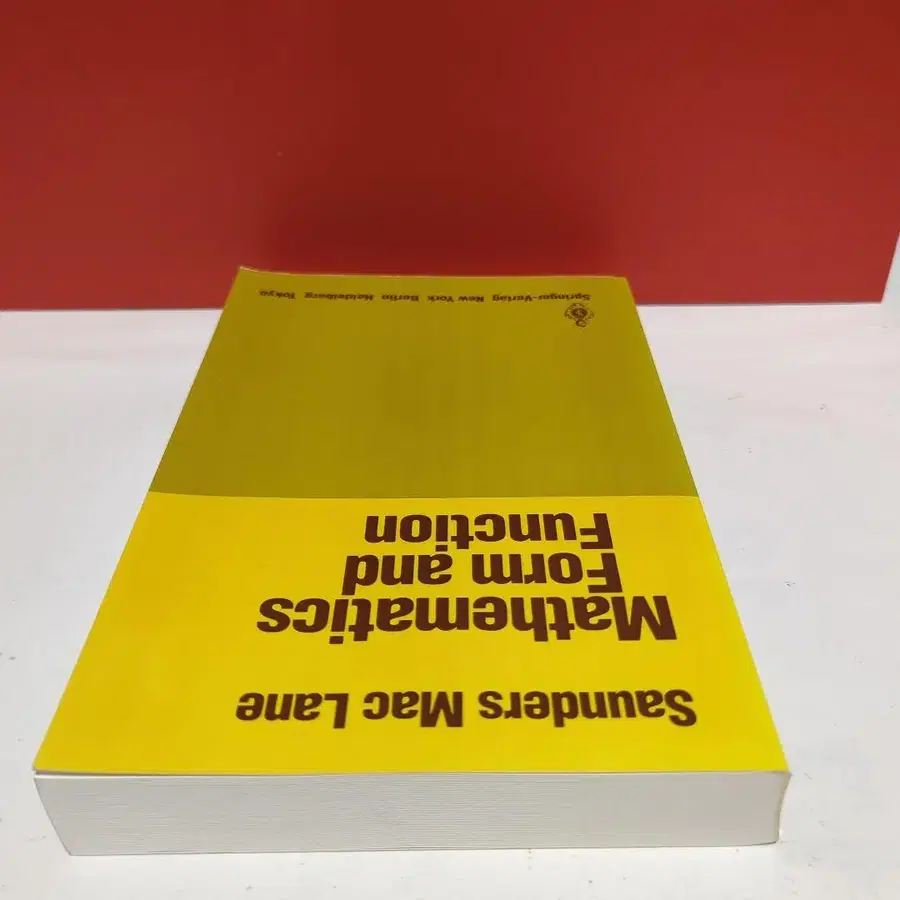 Saunders Mac Lane
Mathematics
Form and
Function
Springer-Verlag New York Berlin Heidelberg Tokyo